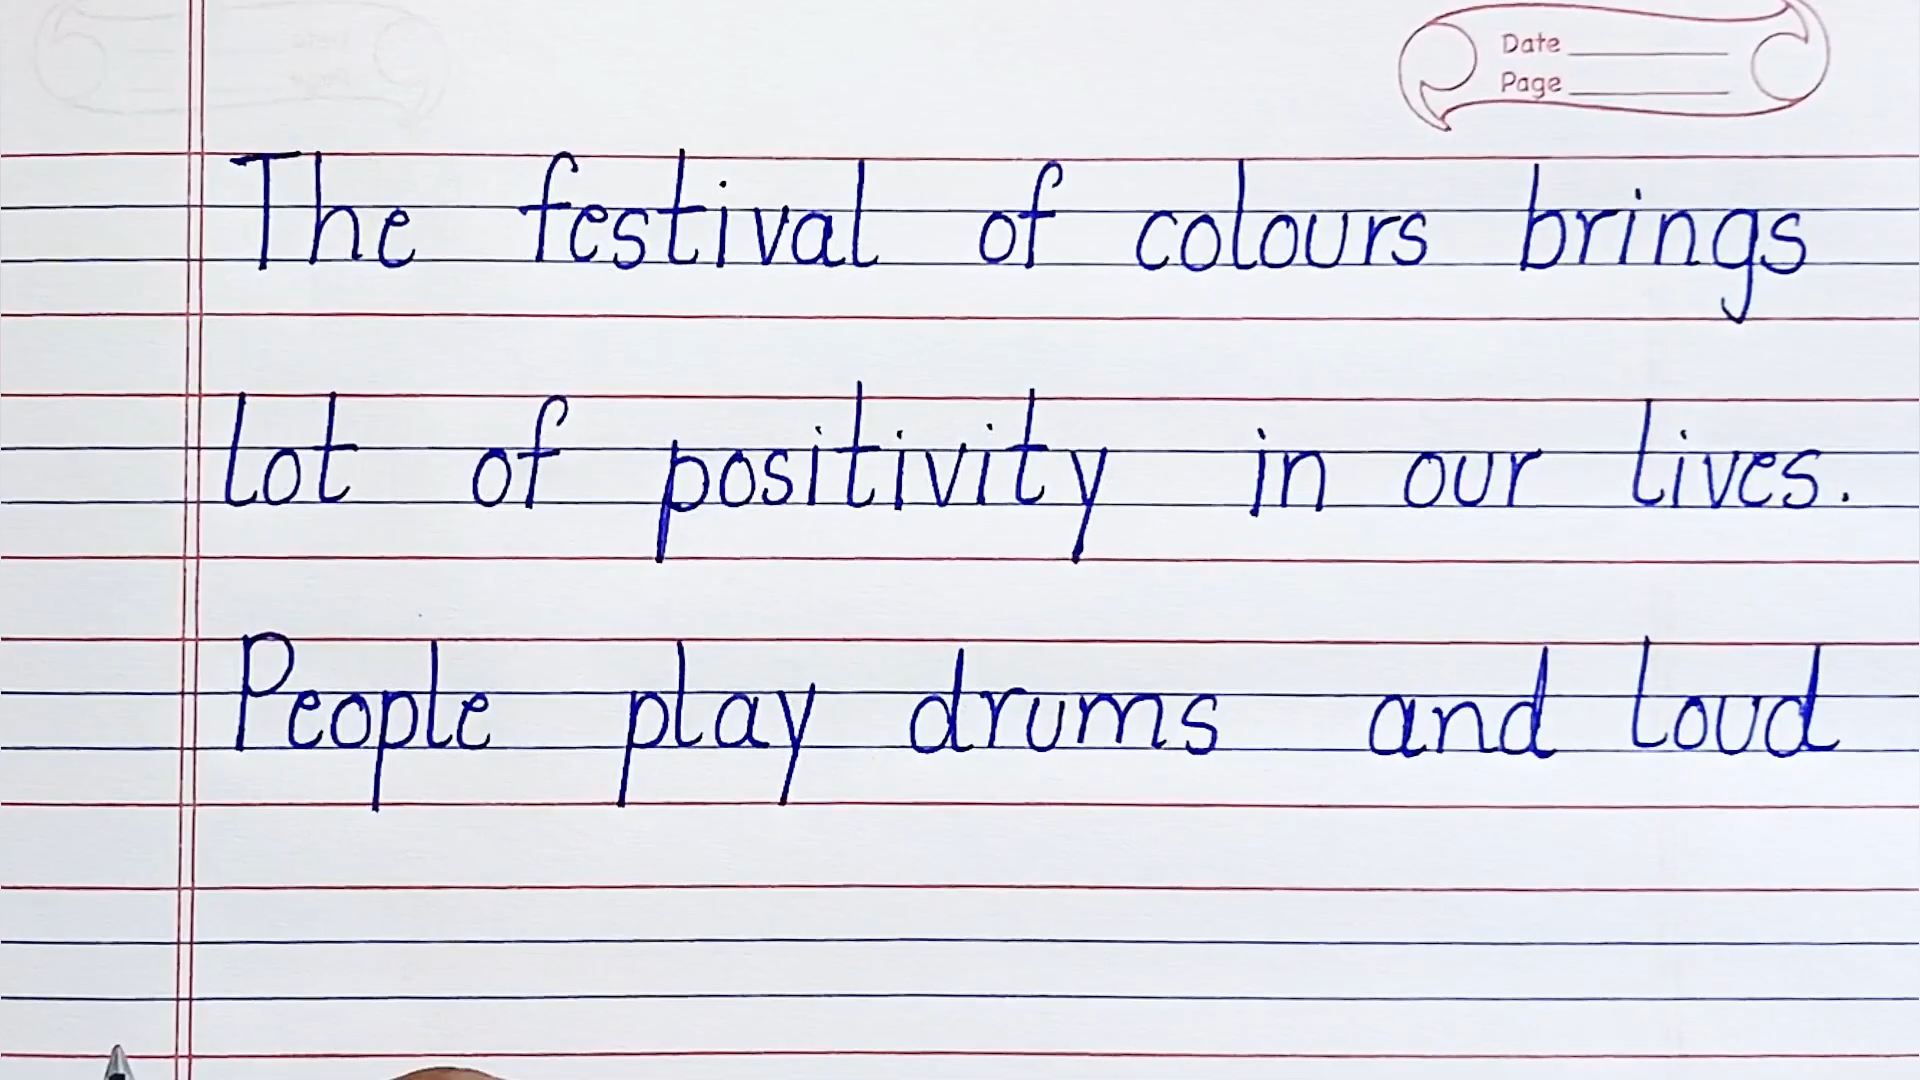 Date
Page
The festival of colours brings
lot of positivity in our lives.
People play drums and loud